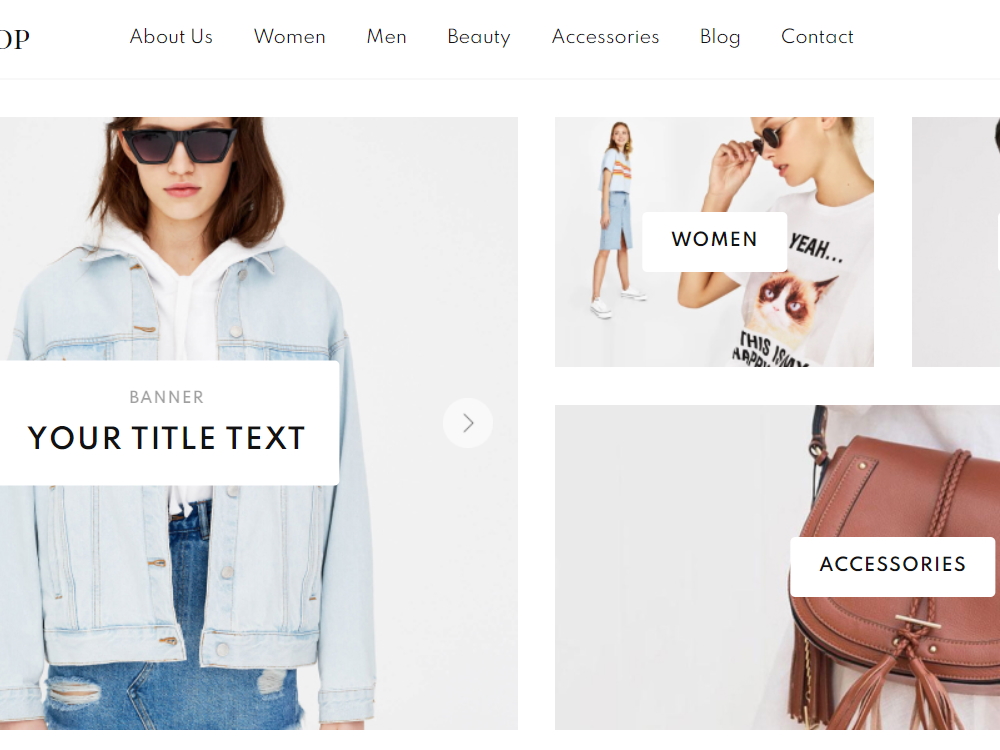 OP
About Us Women Men Beauty Accessories Blog Contact
WOMEN
YEAH...
THIS IS MY
HAPPY
BANNER
YOUR TITLE TEXT
ACCESSORIES